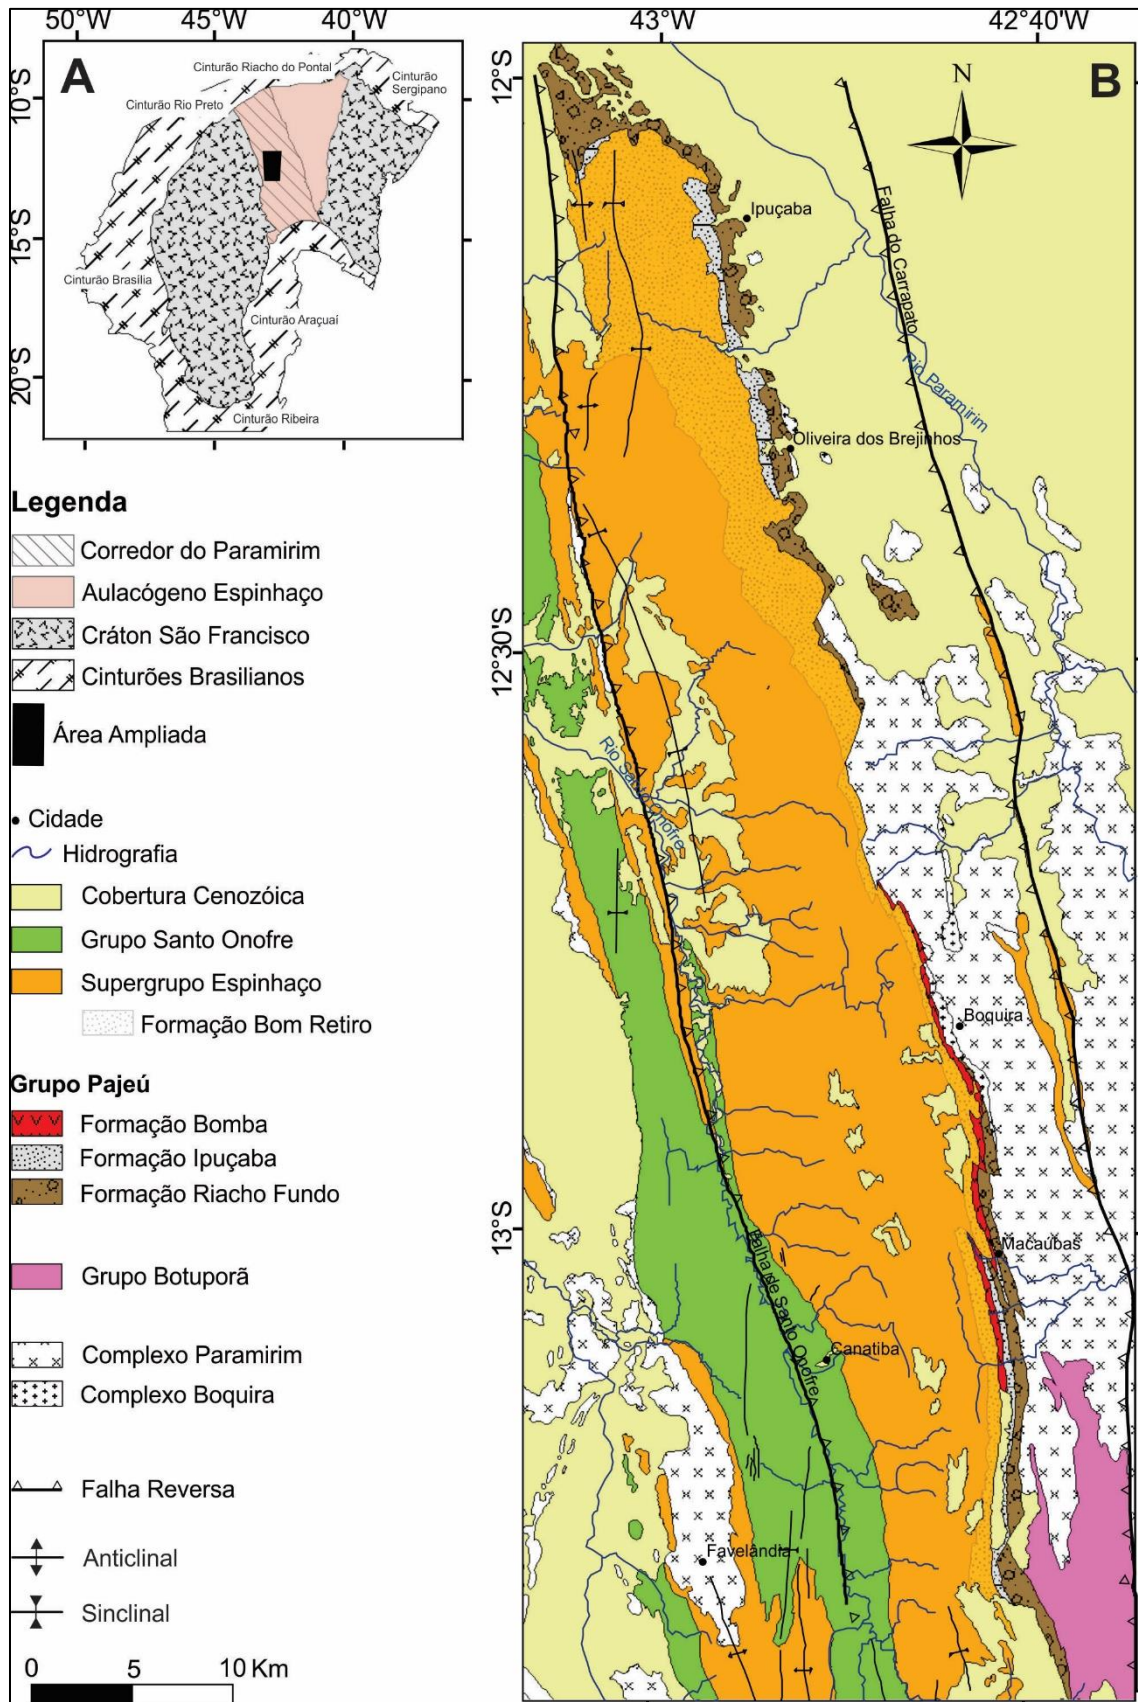 50°W 45°W 40°W
10°S
15°S
20°S
A
Cinturão Riacho do Pontal
Cinturão
Sergipano
Cinturão Rio Preto
Cinturão Brasília
Cinturão Araçuaí
Cinturão Ribeira
Legenda
Corredor do Paramirim
Aulacógeno Espinhaço
Cráton São Francisco
Cinturões Brasilianos
Área Ampliada
Cidade
Hidrografia
Cobertura Cenozóica
Grupo Santo Onofre
Supergrupo Espinhaço
Formação Bom Retiro
Grupo Pajeú
Formação Bomba
Formação Ipuçaba
Formação Riacho Fundo
Grupo Botuporã
Complexo Paramirim
Complexo Boquira
Falha Reversa
Anticlinal
Sinclinal
0 5 10 Km
43°W 42°40'W
12°S
12°30'S
13°S
B
N
Ipuçaba
Falha do Carrapato
Rio Paramirim
Oliveira dos Brejinhos
Rio Santo Onofre
Boquira
Macaúbas
Falha de Santo Onofre
Canatiba
Favelândia